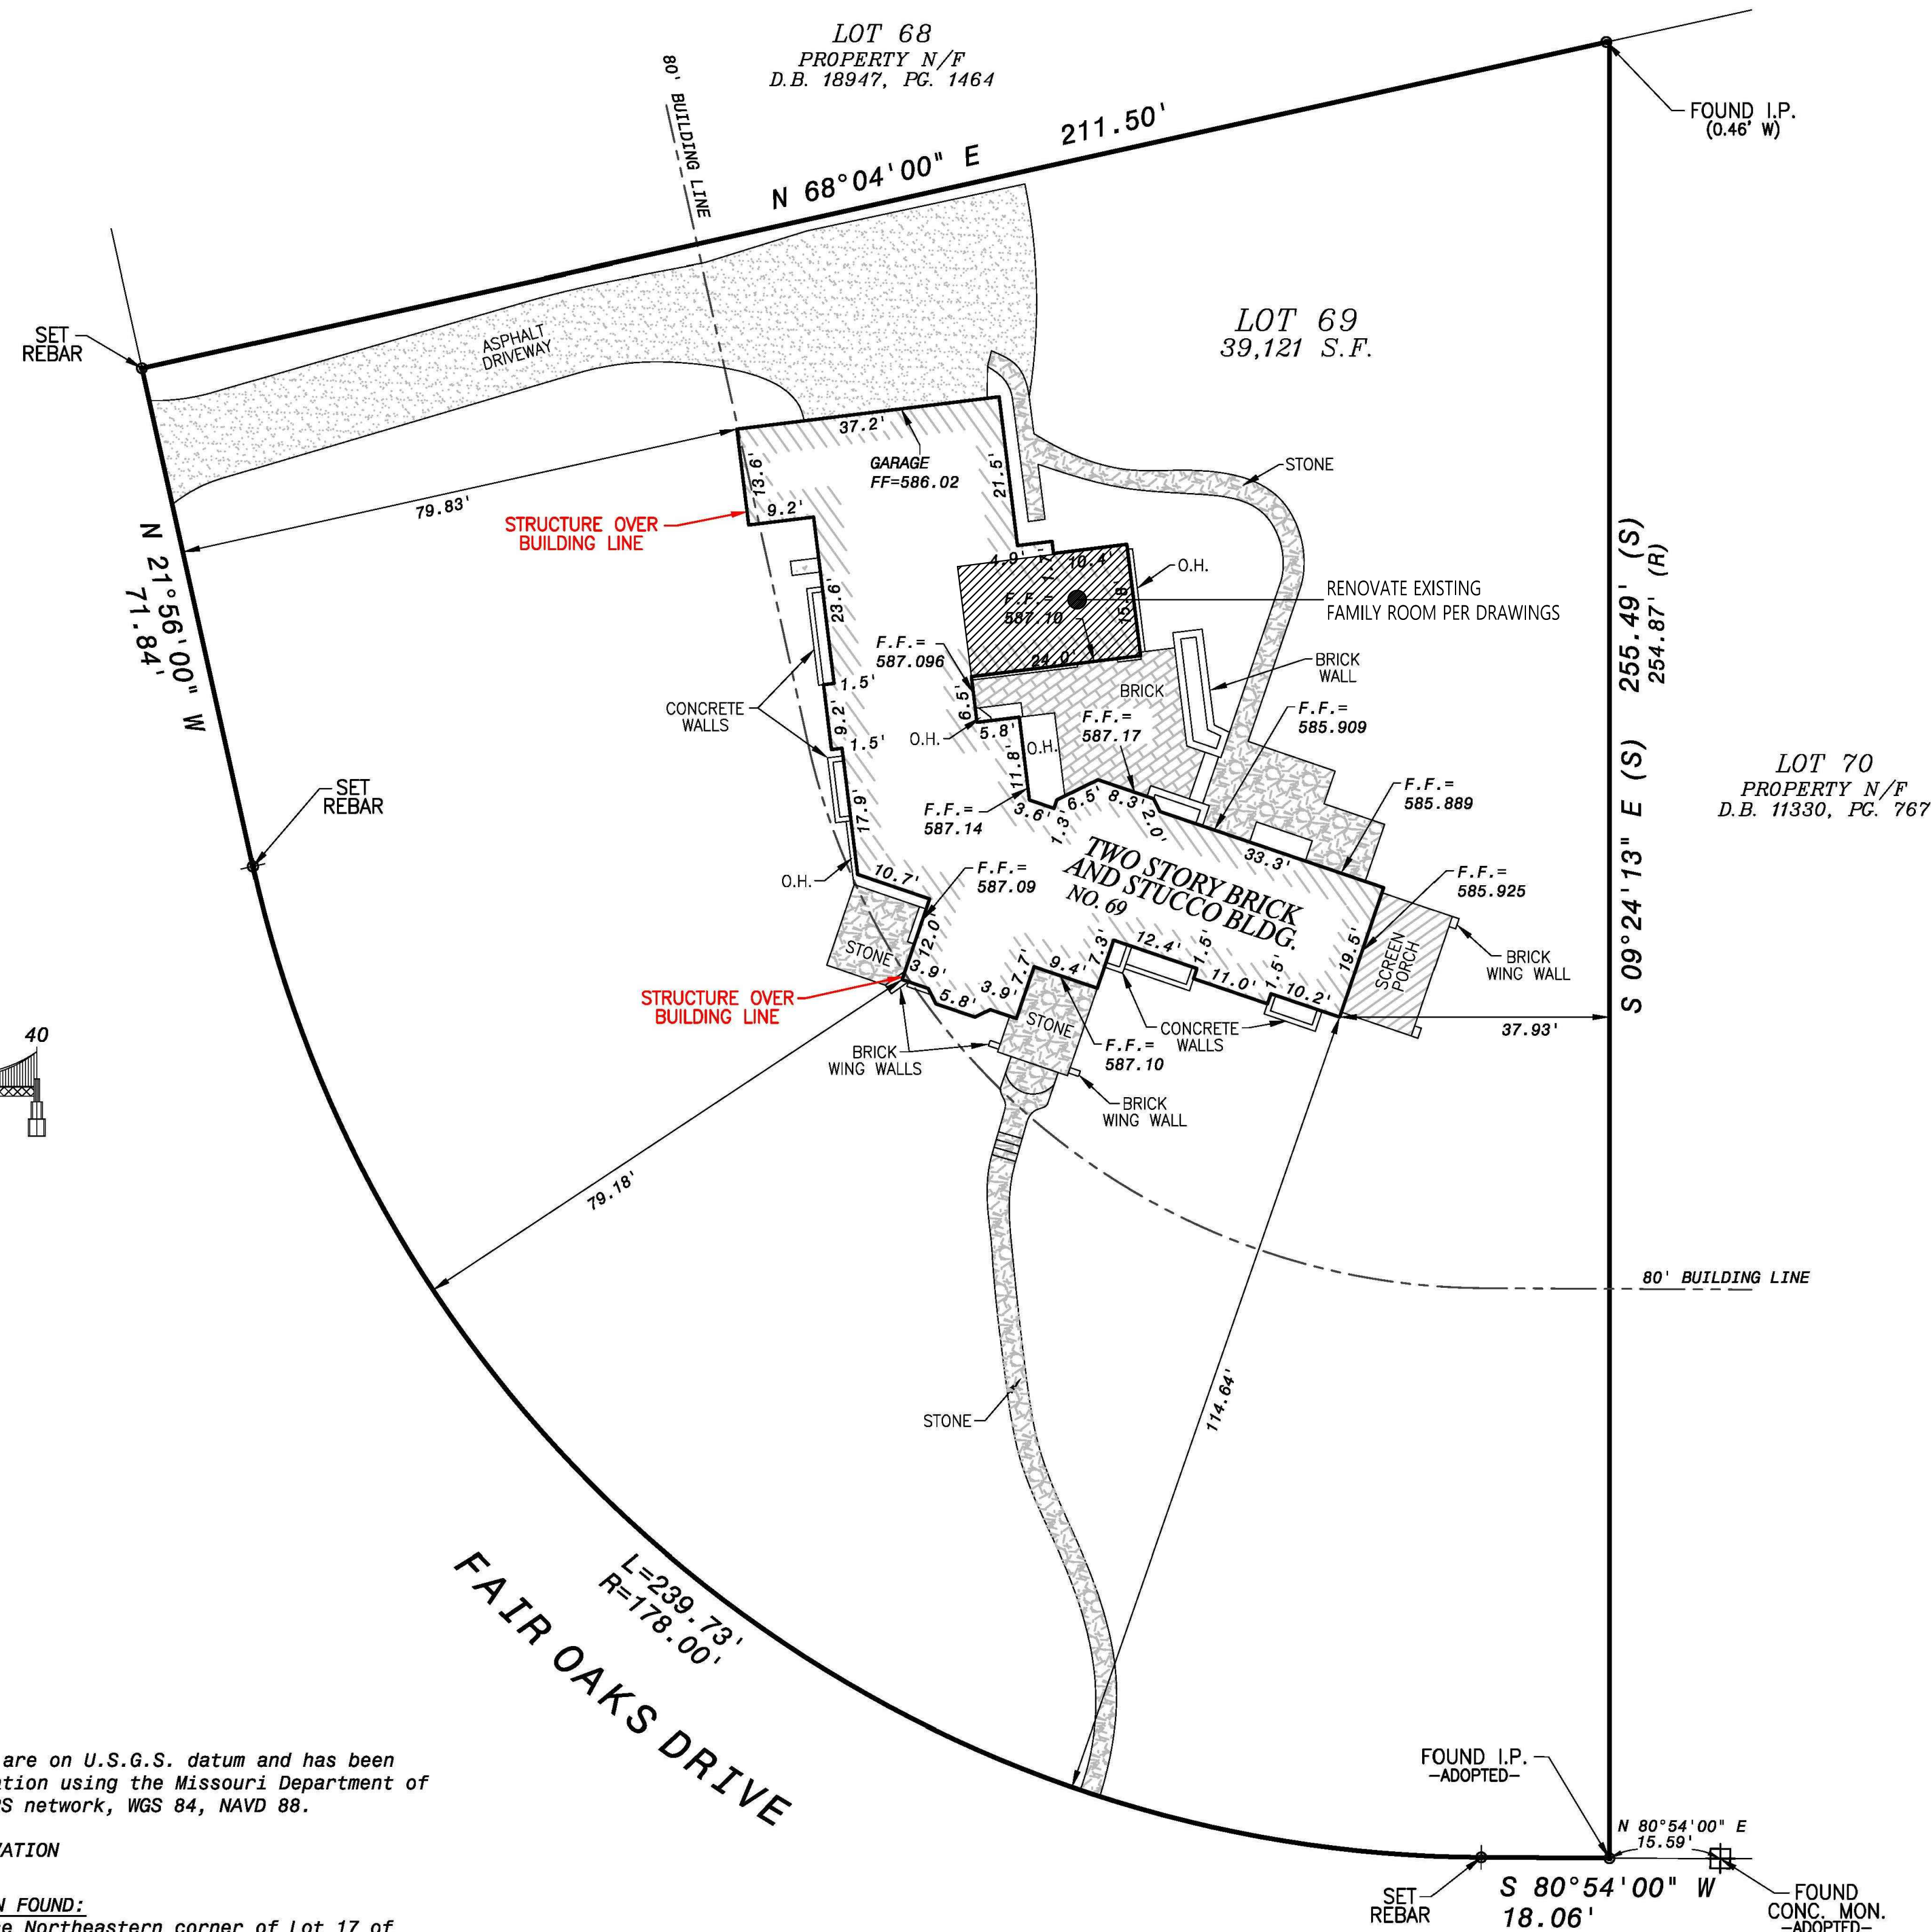 LOT 68
PROPERTY N/F
D.B. 18947, PG. 1464
80' BUILDING LINE
N 68°04'00" E 211.50'
FOUND I.P.
(0.46' W)
SET
REBAR
ASPHALT
DRIVEWAY
LOT 69
39,121 S.F.
37.2'
GARAGE
FF=586.02
13.6'
21.5'
9.2'
STONE
79.83'
STRUCTURE OVER
BUILDING LINE
N 21°56'00" W
71.84'
4.9'
10.4'
O.H.
F.F.=
587.10
15.8'
RENOVATE EXISTING
FAMILY ROOM PER DRAWINGS
S 09°24'13" E (S) 255.49' (S)
254.87' (R)
23.6'
F.F.=
587.096
24.0'
BRICK
WALL
BRICK
1.5'
6.5'
CONCRETE
WALLS
9.2'
1.5'
O.H.
5.8'
O.H.
11.8'
F.F.=
587.17
F.F.=
585.909
LOT 70
PROPERTY N/F
D.B. 11330, PG. 767
SET
REBAR
17.9'
F.F.=
587.14
3.6'
1.3'
6.5'
8.3'
2.0'
F.F.=
585.889
33.3'
TWO STORY BRICK
AND STUCCO BLDG.
NO. 69
O.H.
10.7'
F.F.=
587.09
F.F.=
585.925
12.0'
STONE
3.9'
5.8'
3.9'
7.7'
9.4'
7.3'
12.4'
1.5'
11.0'
1.5'
10.2'
19.5'
SCREEN
PORCH
BRICK
WING WALL
STRUCTURE OVER
BUILDING LINE
40
37.93'
STONE
CONCRETE
WALLS
F.F.=
587.10
BRICK
WING WALLS
BRICK
WING WALL
79.18'
80' BUILDING LINE
114.64'
STONE
L=239.73'
R=178.00'
FAIR OAKS DRIVE
are on U.S.G.S. datum and has been
ation using the Missouri Department of
PS network, WGS 84, NAVD 88.
VATION
N FOUND:
e Northeastern corner of Lot 17 of
FOUND I.P.
-ADOPTED-
N 80°54'00" E
15.59'
SET
REBAR
S 80°54'00" W
18.06'
FOUND
CONC. MON.
-ADOPTED-